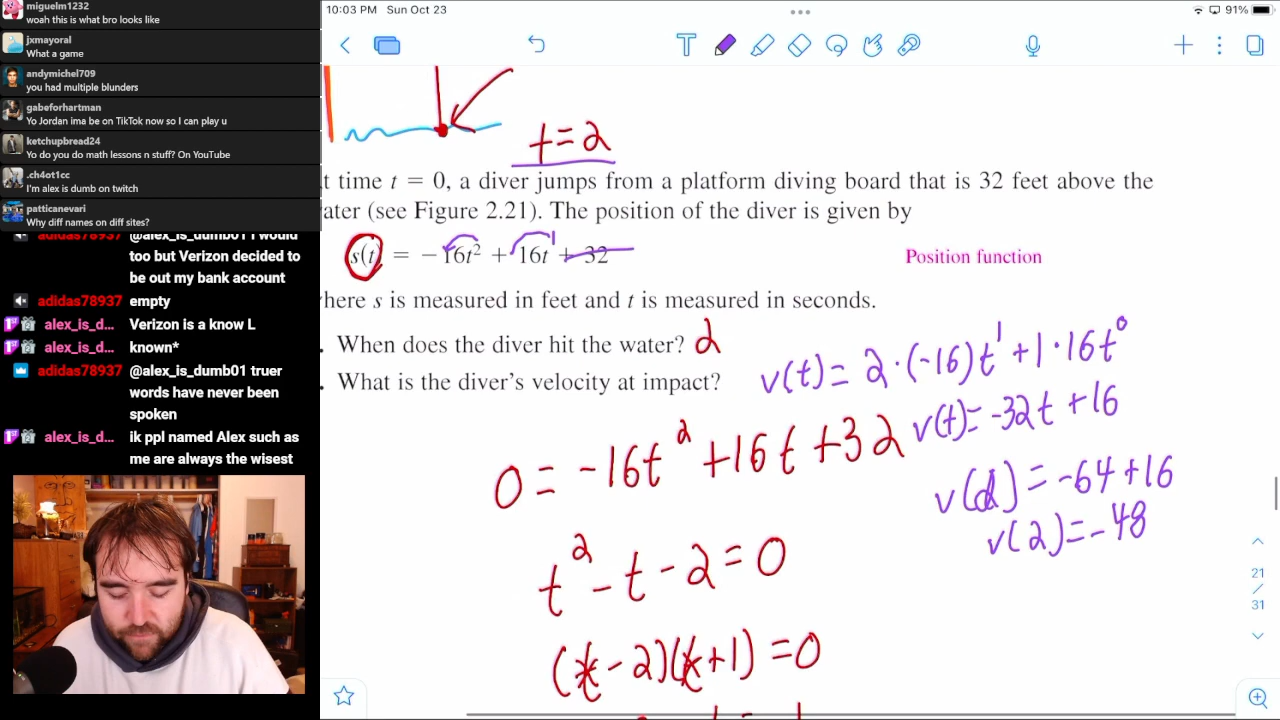 miguelm1232
woah this is what bro looks like
jxmayoral
What a game
andymichel709
you had multiple blunders
gabeforhartman
Yo Jordan ima be on TikTok now so I can play u
ketchupbread24
Yo do you do math lessons n stuff? On YouTube
.ch4ot1cc
I'm alex is dumb on twitch
patticanevari
Why diff names on diff sites?
adidas78937 @alex_is_dumb01 I would
too but Verizon decided to
be out my bank account
adidas78937 empty
alex_is_d... Verizon is a know L
alex_is_d... known*
adidas78937 @alex_is_dumb01 truer
words have never been
spoken
alex_is_d... ik ppl named Alex such as
me are always the wisest
10:03 PM Sun Oct 23
91%
t=2
t time t = 0, a diver jumps from a platform diving board that is 32 feet above the
ater (see Figure 2.21). The position of the diver is given by
s(t) = −16t² + 16t¹ + 32
Position function
here s is measured in feet and t is measured in seconds.
. When does the diver hit the water? 2
. What is the diver's velocity at impact?
v(t) = 2·(-16)t¹ + 1·16t⁰
v(t) = -32t + 16
v(2) = -64 + 16
v(2) = -48
0 = -16t² + 16t + 32
t² - t - 2 = 0
(t - 2)(t + 1) = 0
21
/
31